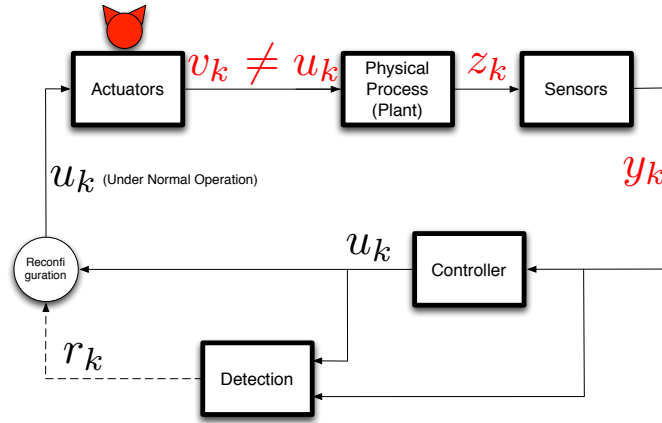 Actuators
v_k ≠ u_k
Physical
Process
(Plant)
z_k
Sensors
y_k
u_k (Under Normal Operation)
Reconfi
guration
u_k
Controller
r_k
Detection